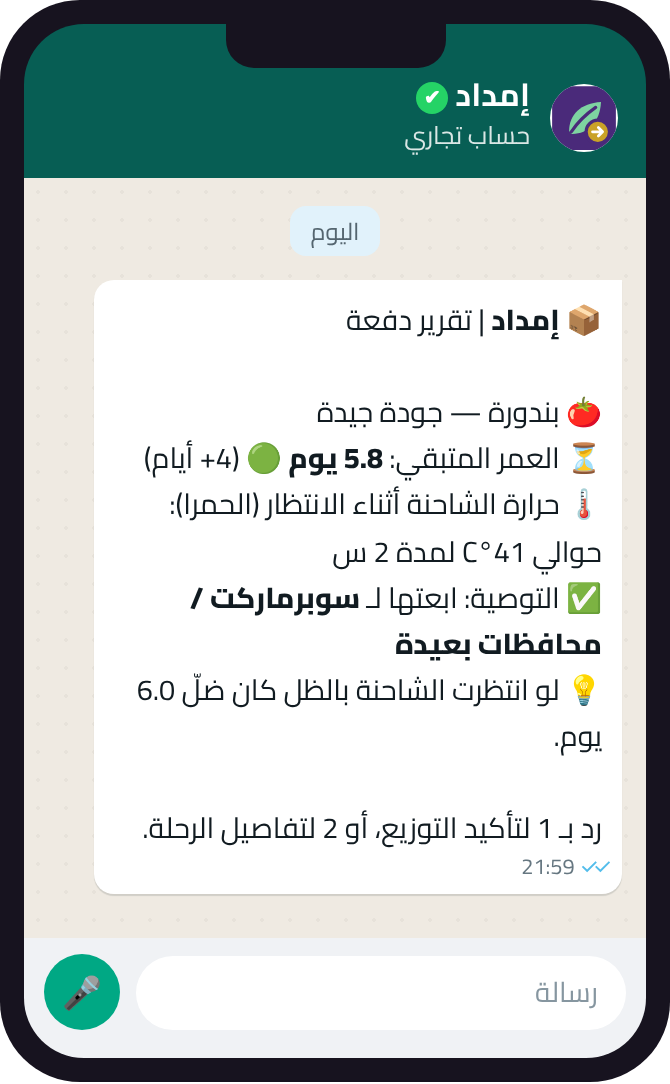 إمداد ✔
حساب تجاري
اليوم
📦 إمداد | تقرير دفعة
🍅 بندورة — جودة جيدة
⏳ العمر المتبقي: 5.8 يوم 🟢 (4+ أيام)
🌡️ حرارة الشاحنة أثناء الانتظار (الحمرا):
حوالي 41°C لمدة 2 س
✅ التوصية: ابعتها لـ سوبرماركت /
محافظات بعيدة
💡 لو انتظرت الشاحنة بالظل كان ضلّ 6.0
يوم.
رد بـ 1 لتأكيد التوزيع، أو 2 لتفاصيل الرحلة.
21:59
رسالة